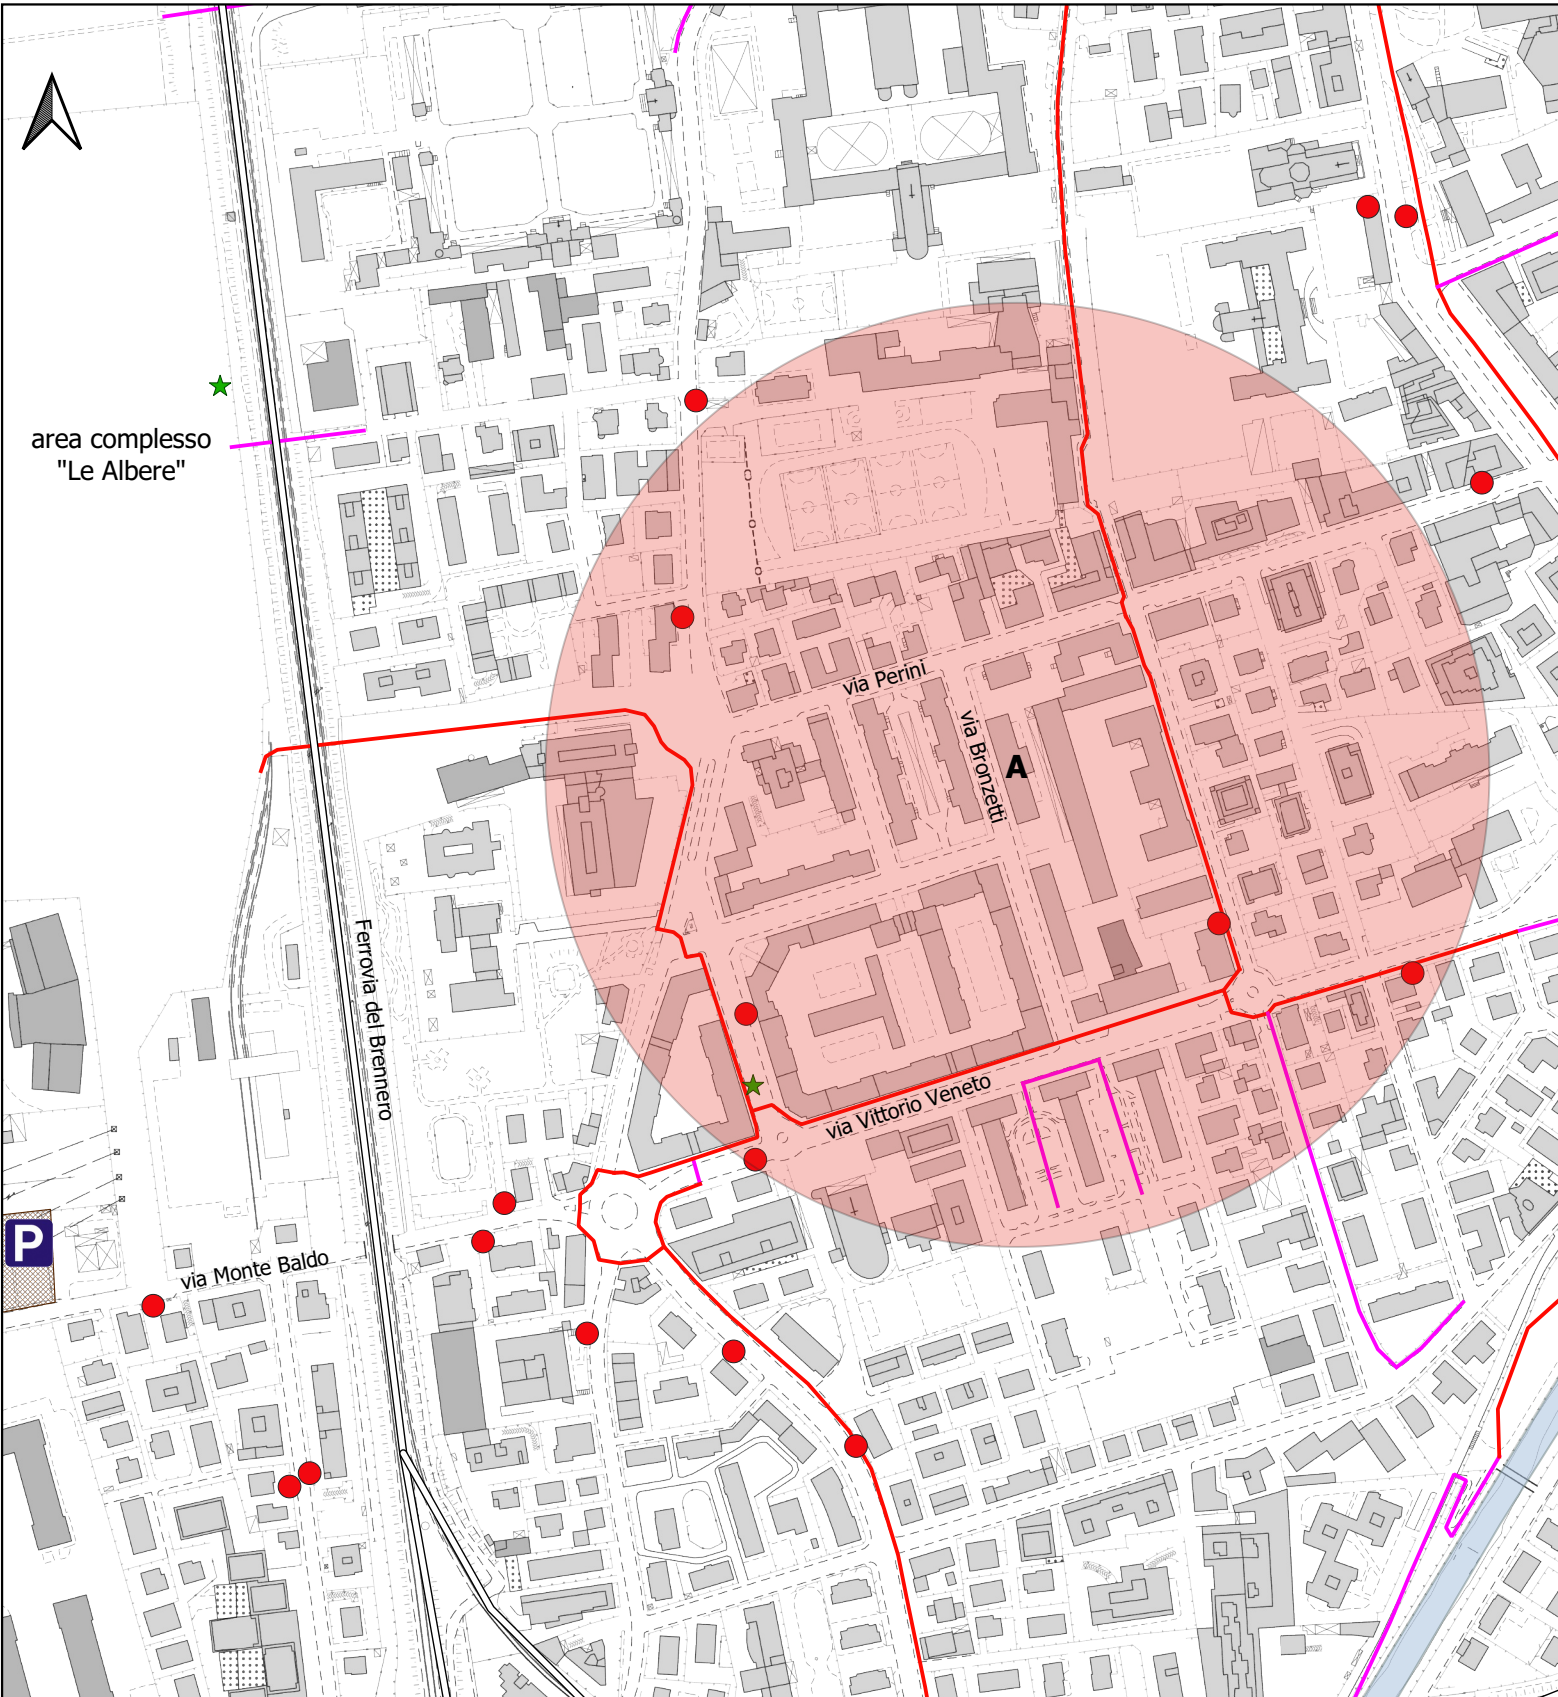 area complesso
"Le Albere"
via Perini
via Bronzetti
A
Ferrovia del Brennero
via Vittorio Veneto
P
via Monte Baldo